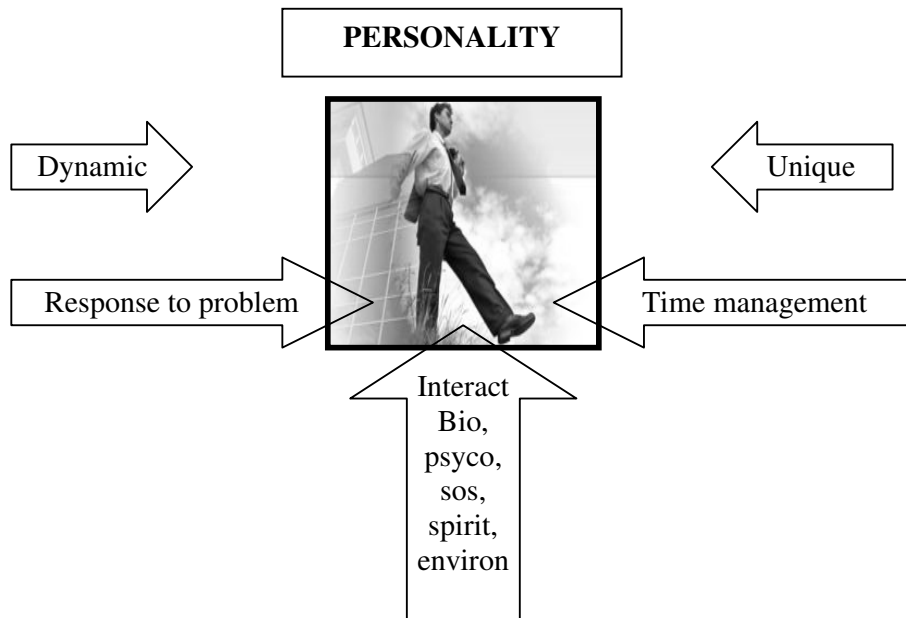 PERSONALITY
Dynamic
Unique
Response to problem
Time management
Interact
Bio,
psyco,
sos,
spirit,
environ